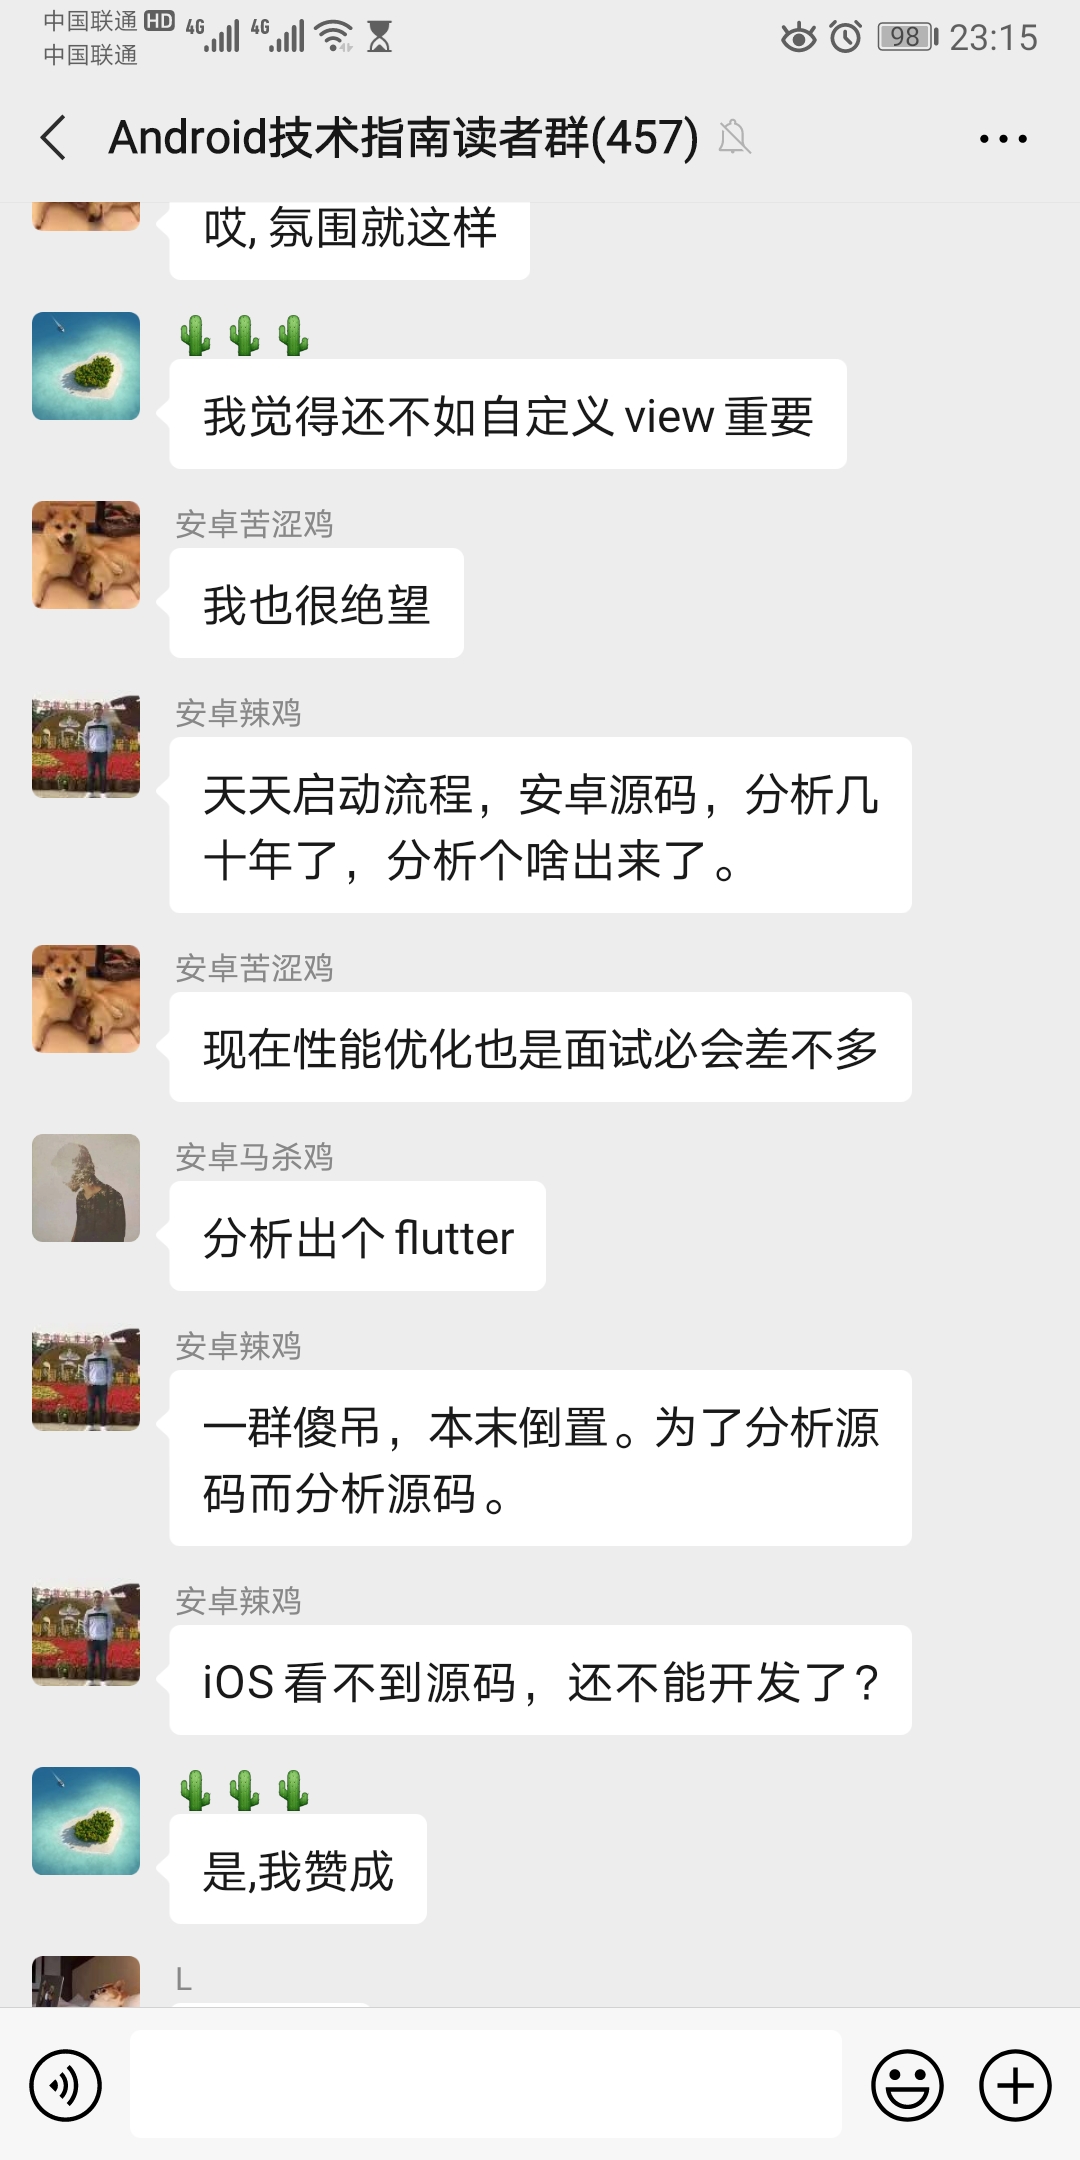 中国联通 HD 4G 4G 98 23:15
中国联通
Android技术指南读者群(457)
哎, 氛围就这样
🌵🌵🌵
我觉得还不如自定义 view 重要
安卓苦涩鸡
我也很绝望
安卓辣鸡
天天启动流程，安卓源码，分析几
十年了，分析个啥出来了。
安卓苦涩鸡
现在性能优化也是面试必会差不多
安卓马杀鸡
分析出个 flutter
安卓辣鸡
一群傻吊，本末倒置。为了分析源
码而分析源码。
安卓辣鸡
iOS 看不到源码，还不能开发了？
🌵🌵🌵
是,我赞成
L